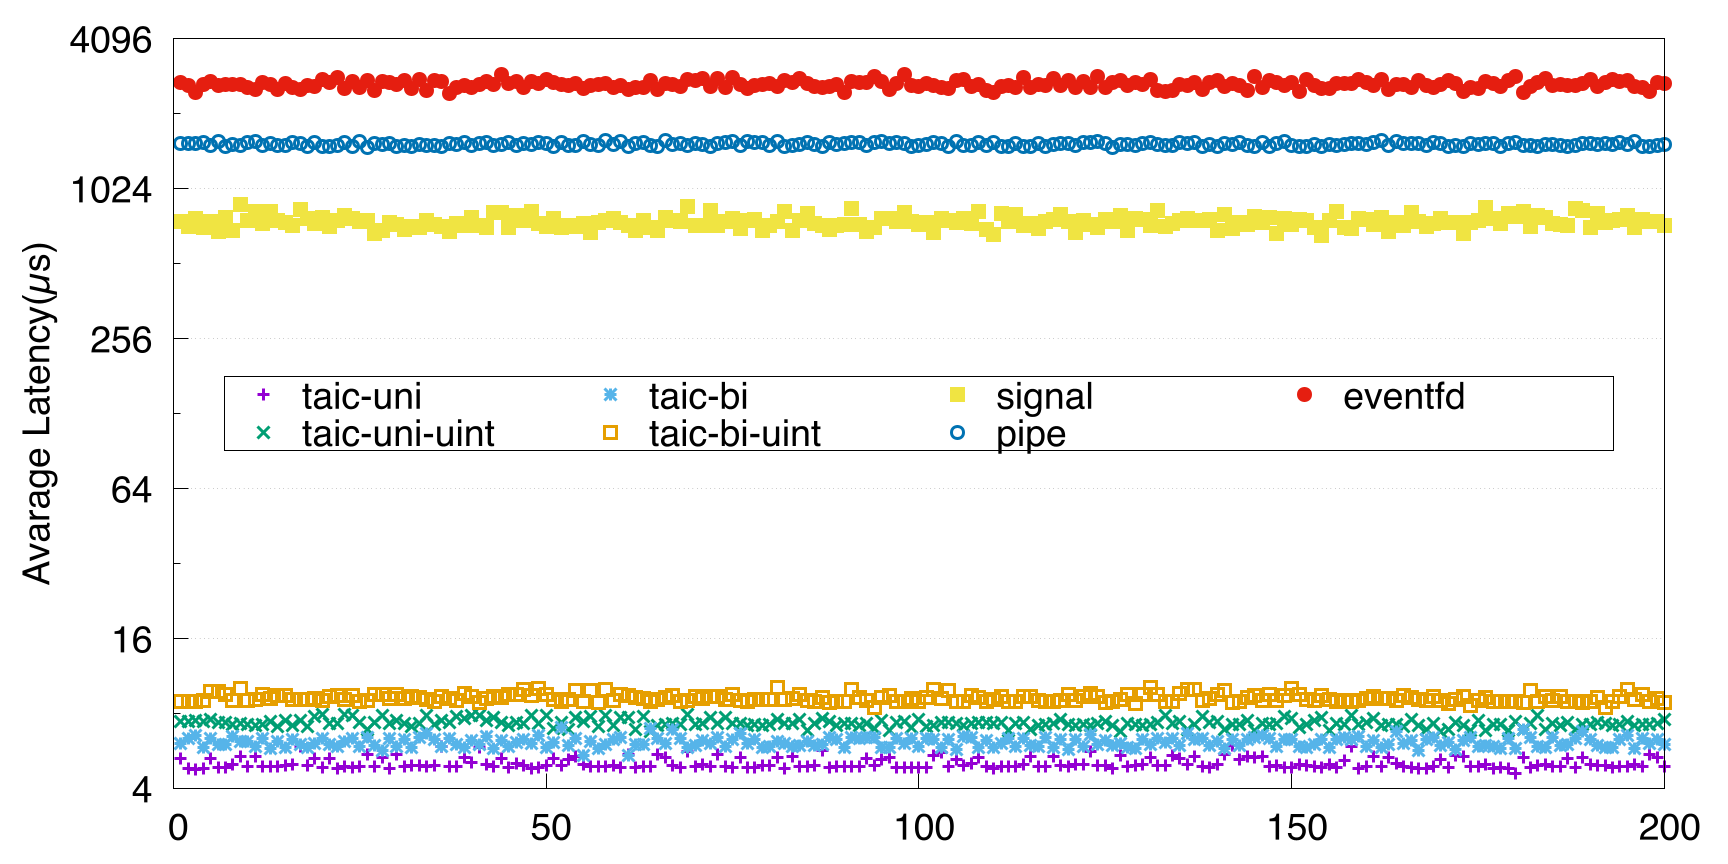 4096
1024
256
64
16
4
Avarage Latency(μs)
taic-uni taic-bi signal eventfd
taic-uni-uint taic-bi-uint pipe
0 50 100 150 200